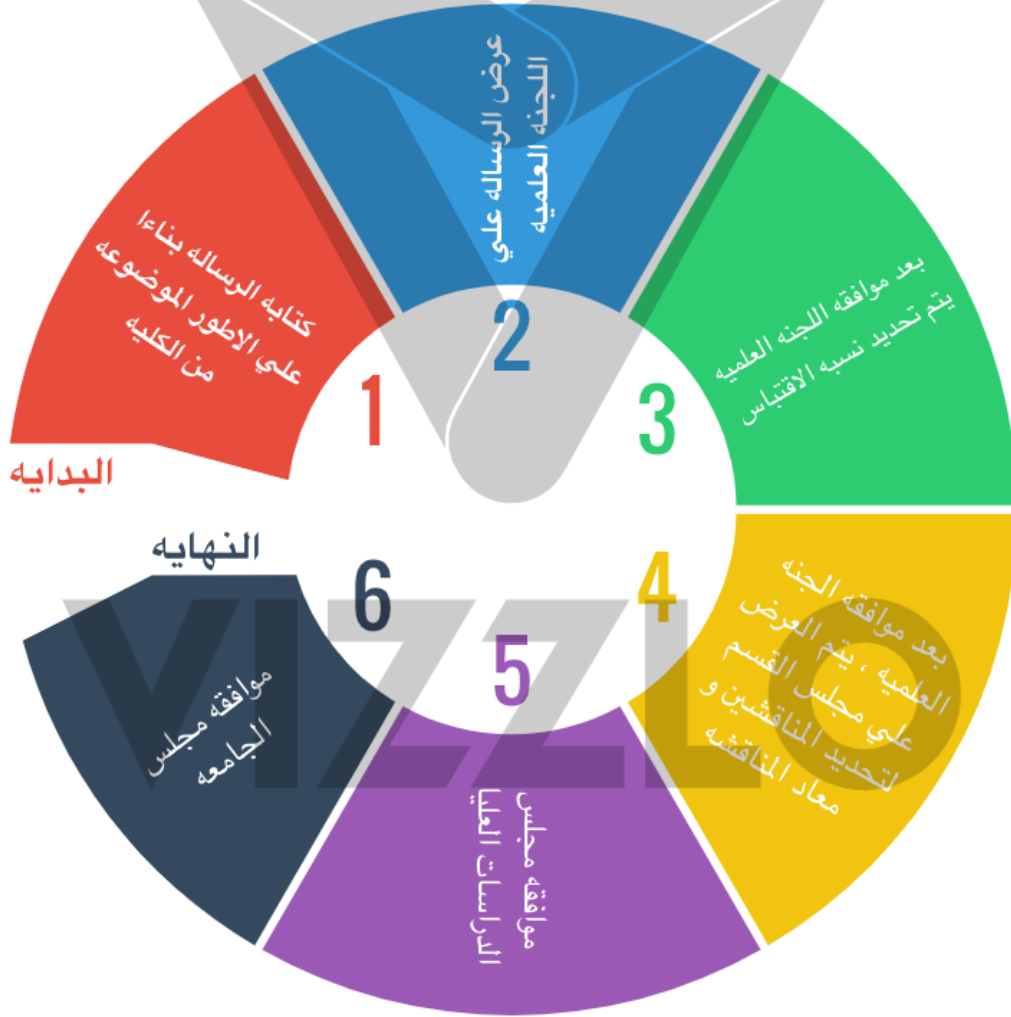 البدايه
1
كتابه الرساله بناءا
علي الاطور الموضوعه
من الكليه
2
عرض الرساله علي
اللجنه العلميه
3
بعد موافقه اللجنه العلميه
يتم تحديد نسبه الاقتباس
4
بعد موافقه الجنه
العلميه ، يتم العرض
علي مجلس القسم
لتحديد المناقشين و
معاد المناقشه
5
موافقه مجلس
الدراسات العليا
6
موافقه مجلس
الجامعه
النهايه
VIZZLO